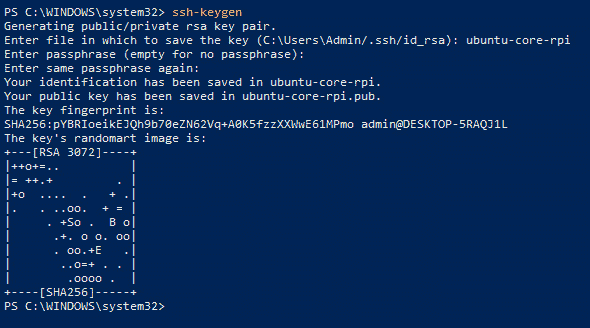 PS C:\WINDOWS\system32> ssh-keygen
Generating public/private rsa key pair.
Enter file in which to save the key (C:\Users\Admin/.ssh/id_rsa): ubuntu-core-rpi
Enter passphrase (empty for no passphrase):
Enter same passphrase again:
Your identification has been saved in ubuntu-core-rpi.
Your public key has been saved in ubuntu-core-rpi.pub.
The key fingerprint is:
SHA256:pYBRIoeikEJQh9b70eZN62Vq+A0K5fzzXXWwE61MPmo admin@DESKTOP-5RAQJ1L
The key's randomart image is:
+---[RSA 3072]----+
|++o+=..          |
|= ++.+         . |
|+o  ....  .   + .|
|.   . ..oo.  + = |
|     . +So .  B o|
|      .+. o o. oo|
|      . oo.+E   .|
|       ..o=+ . . |
|        .oooo .  |
+----[SHA256]-----+
PS C:\WINDOWS\system32>